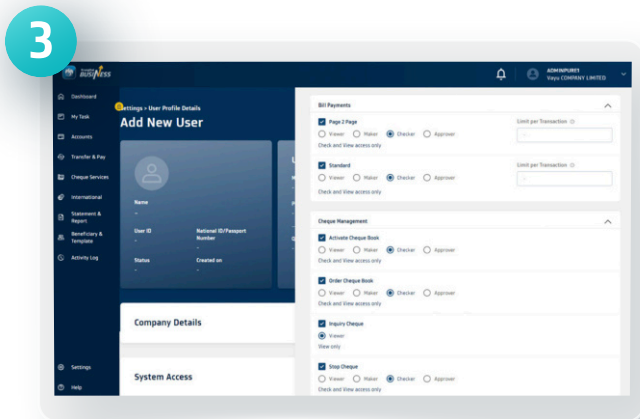 3
BUSINESS
ADMINPURE1
Vayu COMPANY LIMITED
Dashboard
My Task
Accounts
Transfer & Pay
Cheque Services
International
Statement &
Report
Beneficiary &
Template
Activity Log
Settings
Help
Settings > User Profile Details
Add New User
Name
-
User ID
-
National ID/Passport
Number
-
Status
-
Created on
-
Company Details
System Access
Bill Payments
Page 2 Page
Viewer Maker Checker Approver
Check and View access only
Limit per Transaction
-
Standard
Viewer Maker Checker Approver
Check and View access only
Limit per Transaction
-
Cheque Management
Activate Cheque Book
Viewer Maker Checker Approver
Check and View access only
Order Cheque Book
Viewer Maker Checker Approver
Check and View access only
Inquiry Cheque
Viewer
View only
Stop Cheque
Viewer Maker Checker Approver
Check and View access only